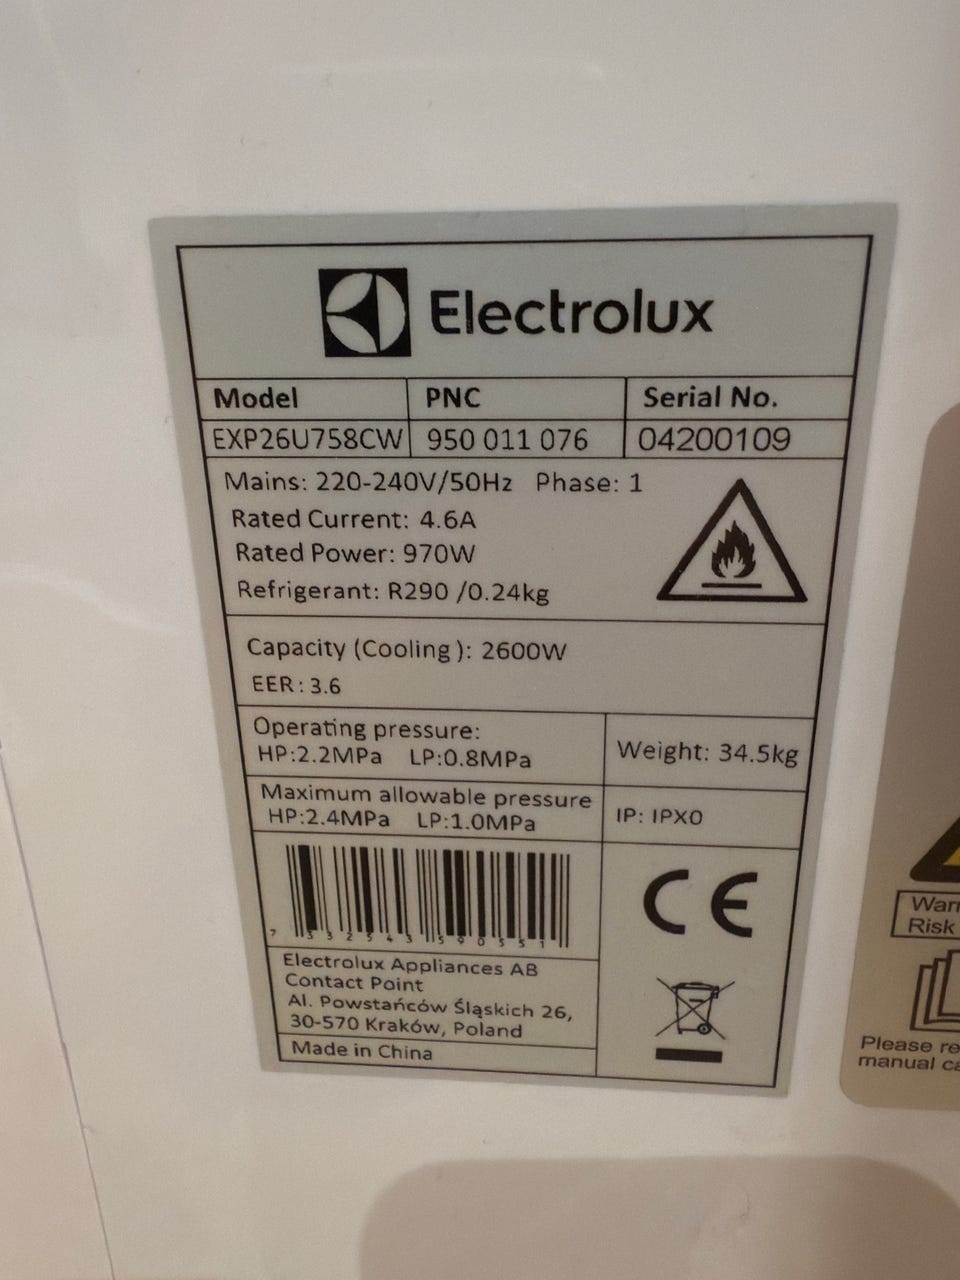 Electrolux
Model PNC Serial No.
EXP26U758CW 950 011 076 04200109
Mains: 220-240V/50Hz Phase: 1
Rated Current: 4.6A
Rated Power: 970W
Refrigerant: R290 /0.24kg
Capacity (Cooling): 2600W
EER: 3.6
Operating pressure:
HP:2.2MPa LP:0.8MPa
Weight: 34.5kg
Maximum allowable pressure
HP:2.4MPa LP:1.0MPa
IP: IPX0
7 332543 590551
CE
Electrolux Appliances AB
Contact Point
Al. Powstańców Śląskich 26,
30-570 Kraków, Poland
Made in China
Risk
Please
manual